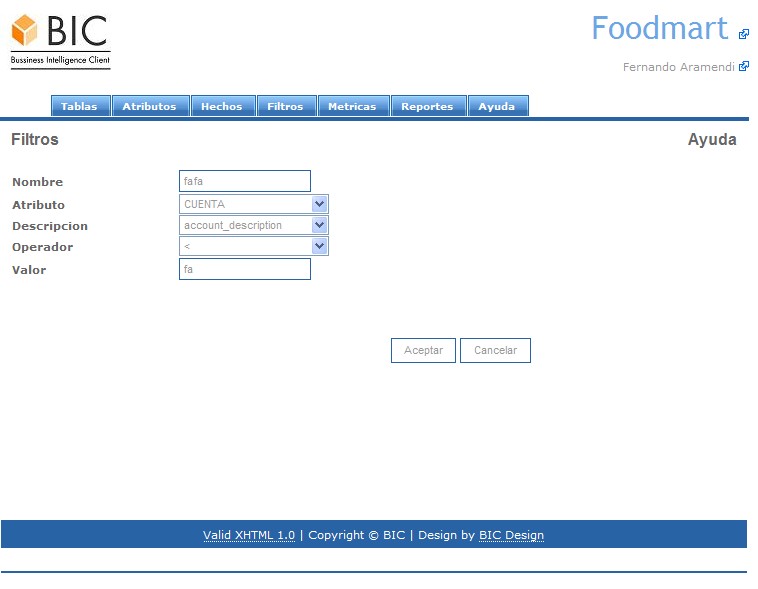 BIC
Bussiness Intelligence Client
Foodmart
Fernando Aramendi
Tablas Atributos Hechos Filtros Metricas Reportes Ayuda
Filtros Ayuda
Nombre fafa
Atributo CUENTA
Descripcion account_description
Operador <
Valor fa
Aceptar Cancelar
Valid XHTML 1.0 | Copyright © BIC | Design by BIC Design